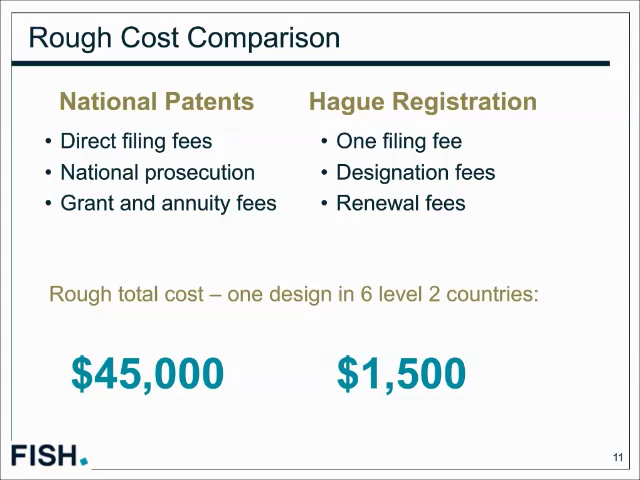 Rough Cost Comparison
National Patents
• Direct filing fees
• National prosecution
• Grant and annuity fees
Hague Registration
• One filing fee
• Designation fees
• Renewal fees
Rough total cost – one design in 6 level 2 countries:
$45,000
$1,500
FISH.
11